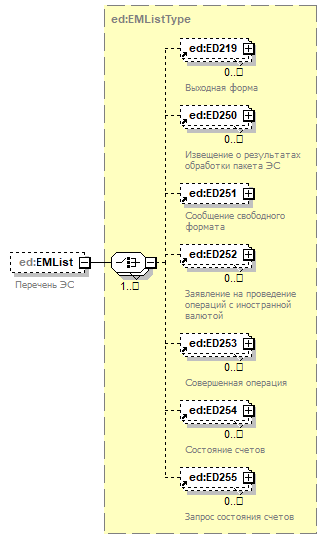 ed:EMListType
ed:ED219
0..□
Выходная форма
ed:ED250
0..□
Извещение о результатах
обработки пакета ЭС
ed:ED251
Сообщение свободного
формата
ed:EMList
Перечень ЭС
1..□
ed:ED252
0..□
Заявление на проведение
операций с иностранной
валютой
ed:ED253
0..□
Совершенная операция
ed:ED254
0..□
Состояние счетов
ed:ED255
0..□
Запрос состояния счетов